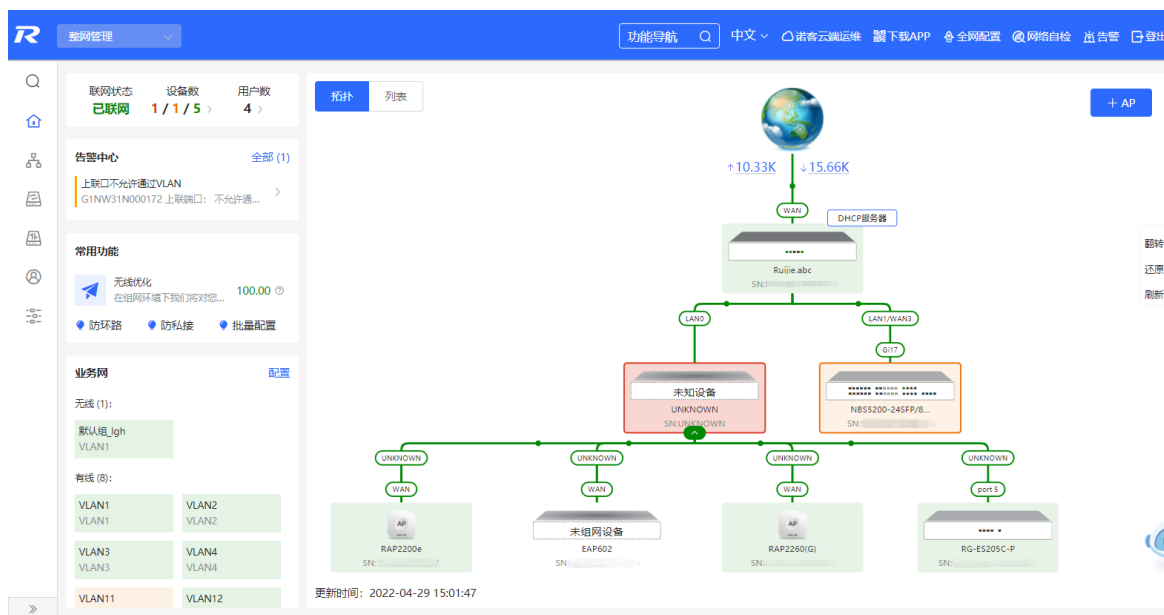 整网管理
功能导航
中文
诺客云端运维
下载APP
全网配置
网络自检
告警
登出
联网状态
设备数
用户数
已联网
1 / 1 / 5
4
告警中心
全部 (1)
上联口不允许通过VLAN
G1NW31N000172 上联端口： 不允许通...
常用功能
无线优化
在组网环境下我们将对您...
100.00
防环路
防私接
批量配置
业务网
配置
无线 (1):
默认组_lgh
VLAN1
有线 (8):
VLAN1
VLAN1
VLAN2
VLAN2
VLAN3
VLAN3
VLAN4
VLAN4
VLAN11
VLAN12
拓扑
列表
+ AP
↑10.33K
↓15.66K
WAN
DHCP服务器
Ruijie.abc
SN:
LAN0
LAN1/WAN3
Gi17
未知设备
UNKNOWN
SN:UNKNOWN
NBS5200-24SFP/8...
SN:
UNKNOWN
UNKNOWN
UNKNOWN
UNKNOWN
WAN
WAN
WAN
port 5
AP
RAP2200e
SN:
未组网设备
EAP602
SN:
AP
RAP2260(G)
SN:
RG-ES205C-P
SN:
翻转
还原
刷新
更新时间：2022-04-29 15:01:47